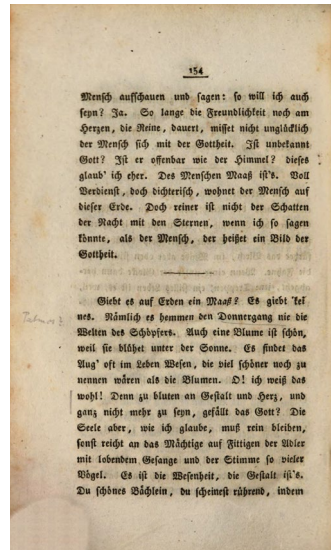 154
Mensch aufschauen und sagen: so will ich auch
seyn? Ja. So lange die Freundlichkeit noch am
Herzen, die Reine, dauert, misset nicht unglücklich
der Mensch sich mit der Gottheit. Ist unbekannt
Gott? Ist er offenbar wie der Himmel? dieses
glaub' ich eher. Des Menschen Maaß ist's. Voll
Verdienst, doch dichterisch, wohnet der Mensch auf
dieser Erde. Doch reiner ist nicht der Schatten
der Nacht mit den Sternen, wenn ich so sagen
könnte, als der Mensch, der heißet ein Bild der
Gottheit.
Giebt es auf Erden ein Maaß? Es giebt 'kei
nes. Nämlich es hemmen den Donnergang nie die
Welten des Schöpfers. Auch eine Blume ist schön,
weil sie blühet unter der Sonne. Es findet das
Aug' oft im Leben Wesen, die viel schöner noch zu
nennen wären als die Blumen. O! ich weiß das
wohl! Denn zu bluten an Gestalt und Herz, und
ganz nicht mehr zu seyn, gefällt das Gott? Die
Seele aber, wie ich glaube, muß rein bleiben,
sonst reicht an das Mächtige auf Fittigen der Adler
mit lobendem Gesange und der Stimme so vieler
Vögel. Es ist die Wesenheit, die Gestalt ist's.
Du schönes Bächlein, du scheinest rührend, indem